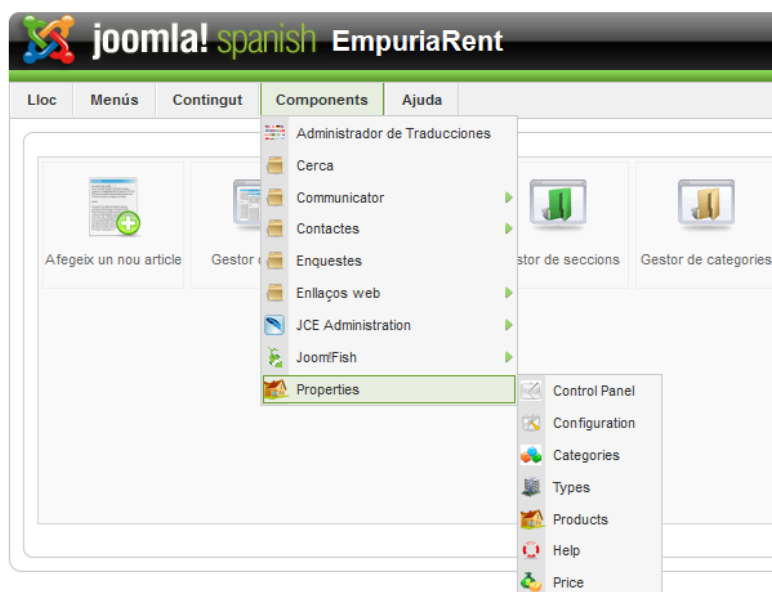 joomla! spanish EmpuriaRent
Lloc Menús Contingut Components Ajuda
Administrador de Traducciones
Cerca
Communicator
Contactes
Enquestes
Enllaços web
JCE Administration
Joom!Fish
Properties
Afegeix un nou article
Gestor
stor de seccions
Gestor de categories
Control Panel
Configuration
Categories
Types
Products
Help
Price